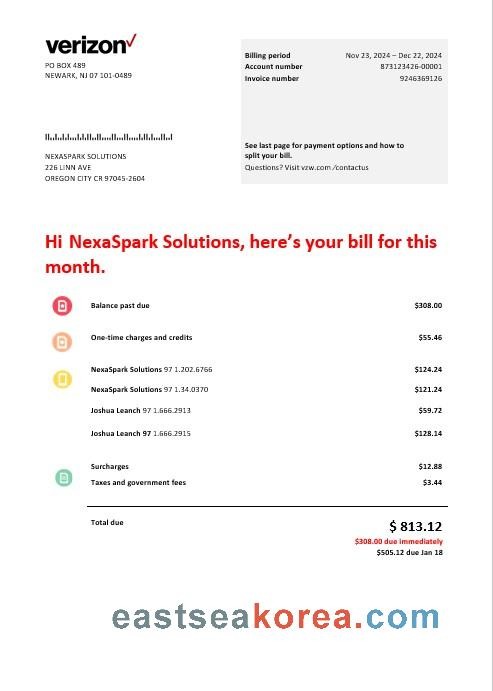 verizon
PO BOX 489
NEWARK, NJ 07 101-0489
Billing period Nov 23, 2024 – Dec 22, 2024
Account number 873123426-00001
Invoice number 9246369126
See last page for payment options and how to
split your bill.
Questions? Visit vzw.com/contactus
NEXASPARK SOLUTIONS
226 LINN AVE
OREGON CITY CR 97045-2604
Hi NexaSpark Solutions, here’s your bill for this
month.
Balance past due $308.00
One-time charges and credits $55.46
NexaSpark Solutions 97 1.202.6766 $124.24
NexaSpark Solutions 97 1.34.0370 $121.24
Joshua Leanch 97 1.666.2913 $59.72
Joshua Leanch 97 1.666.2915 $128.14
Surcharges $12.88
Taxes and government fees $3.44
Total due $ 813.12
$308.00 due immediately
$505.12 due Jan 18
eastseakorea.com